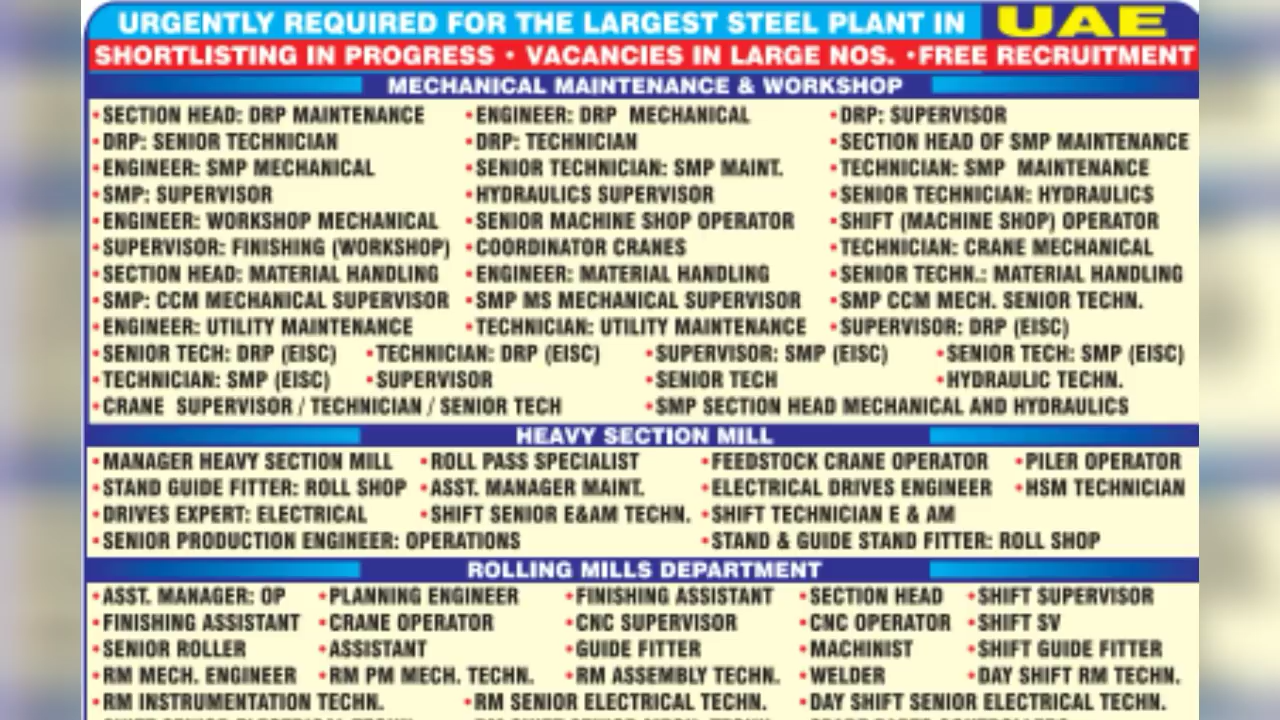 URGENTLY REQUIRED FOR THE LARGEST STEEL PLANT IN UAE
SHORTLISTING IN PROGRESS • VACANCIES IN LARGE NOS. • FREE RECRUITMENT
MECHANICAL MAINTENANCE & WORKSHOP
• SECTION HEAD: DRP MAINTENANCE • ENGINEER: DRP MECHANICAL • DRP: SUPERVISOR
• DRP: SENIOR TECHNICIAN • DRP: TECHNICIAN • SECTION HEAD OF SMP MAINTENANCE
• ENGINEER: SMP MECHANICAL • SENIOR TECHNICIAN: SMP MAINT. • TECHNICIAN: SMP MAINTENANCE
• SMP: SUPERVISOR • HYDRAULICS SUPERVISOR • SENIOR TECHNICIAN: HYDRAULICS
• ENGINEER: WORKSHOP MECHANICAL • SENIOR MACHINE SHOP OPERATOR • SHIFT (MACHINE SHOP) OPERATOR
• SUPERVISOR: FINISHING (WORKSHOP) • COORDINATOR CRANES • TECHNICIAN: CRANE MECHANICAL
• SECTION HEAD: MATERIAL HANDLING • ENGINEER: MATERIAL HANDLING • SENIOR TECHN.: MATERIAL HANDLING
• SMP: CCM MECHANICAL SUPERVISOR • SMP MS MECHANICAL SUPERVISOR • SMP CCM MECH. SENIOR TECHN.
• ENGINEER: UTILITY MAINTENANCE • TECHNICIAN: UTILITY MAINTENANCE • SUPERVISOR: DRP (EISC)
• SENIOR TECH: DRP (EISC) • TECHNICIAN: DRP (EISC) • SUPERVISOR: SMP (EISC) • SENIOR TECH: SMP (EISC)
• TECHNICIAN: SMP (EISC) • SUPERVISOR • SENIOR TECH • HYDRAULIC TECHN.
• CRANE SUPERVISOR / TECHNICIAN / SENIOR TECH • SMP SECTION HEAD MECHANICAL AND HYDRAULICS
HEAVY SECTION MILL
• MANAGER HEAVY SECTION MILL • ROLL PASS SPECIALIST • FEEDSTOCK CRANE OPERATOR • PILER OPERATOR
• STAND GUIDE FITTER: ROLL SHOP • ASST. MANAGER MAINT. • ELECTRICAL DRIVES ENGINEER • HSM TECHNICIAN
• DRIVES EXPERT: ELECTRICAL • SHIFT SENIOR E&AM TECHN. • SHIFT TECHNICIAN E & AM
• SENIOR PRODUCTION ENGINEER: OPERATIONS • STAND & GUIDE STAND FITTER: ROLL SHOP
ROLLING MILLS DEPARTMENT
• ASST. MANAGER: OP • PLANNING ENGINEER • FINISHING ASSISTANT • SECTION HEAD • SHIFT SUPERVISOR
• FINISHING ASSISTANT • CRANE OPERATOR • CNC SUPERVISOR • CNC OPERATOR • SHIFT SV
• SENIOR ROLLER • ASSISTANT • GUIDE FITTER • MACHINIST • SHIFT GUIDE FITTER
• RM MECH. ENGINEER • RM PM MECH. TECHN. • RM ASSEMBLY TECHN. • WELDER • DAY SHIFT RM TECHN.
• RM INSTRUMENTATION TECHN. • RM SENIOR ELECTRICAL TECHN. • DAY SHIFT SENIOR ELECTRICAL TECHN.